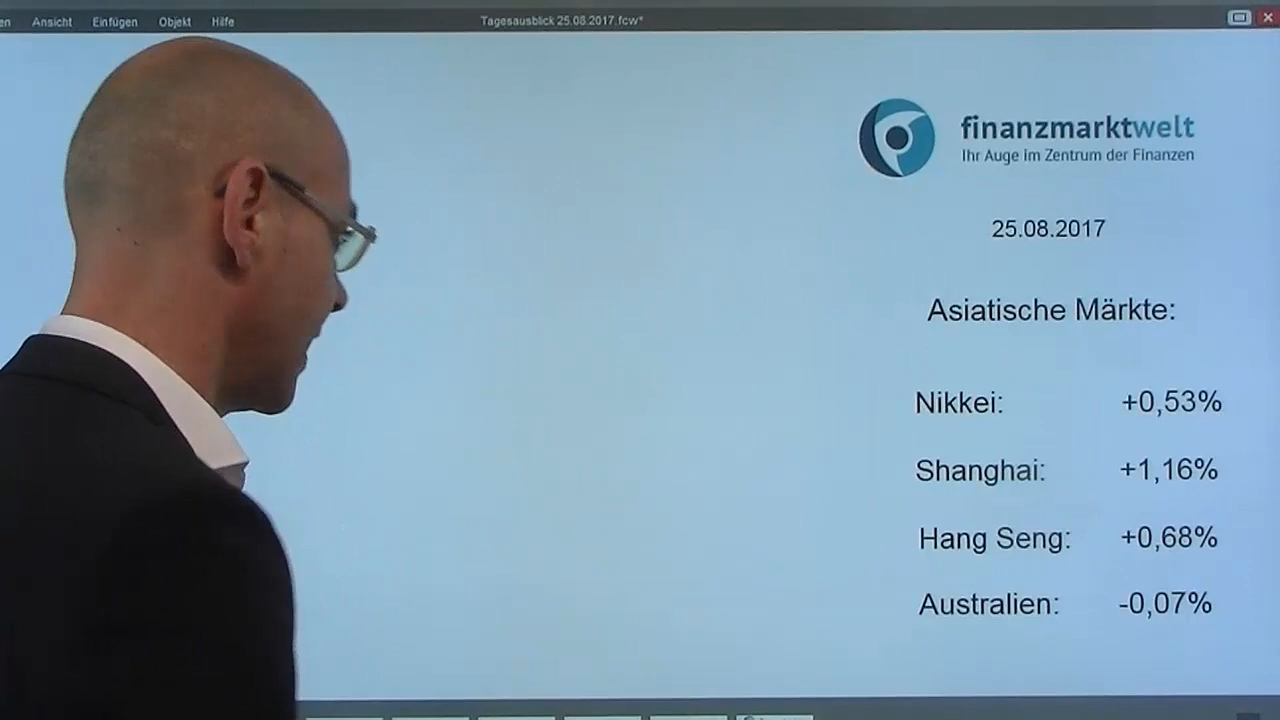 en Ansicht Einfügen Objekt Hilfe
Tagesausblick 25.08.2017.fcw*
finanzmarktwelt
Ihr Auge im Zentrum der Finanzen
25.08.2017
Asiatische Märkte:
Nikkei: +0,53%
Shanghai: +1,16%
Hang Seng: +0,68%
Australien: -0,07%